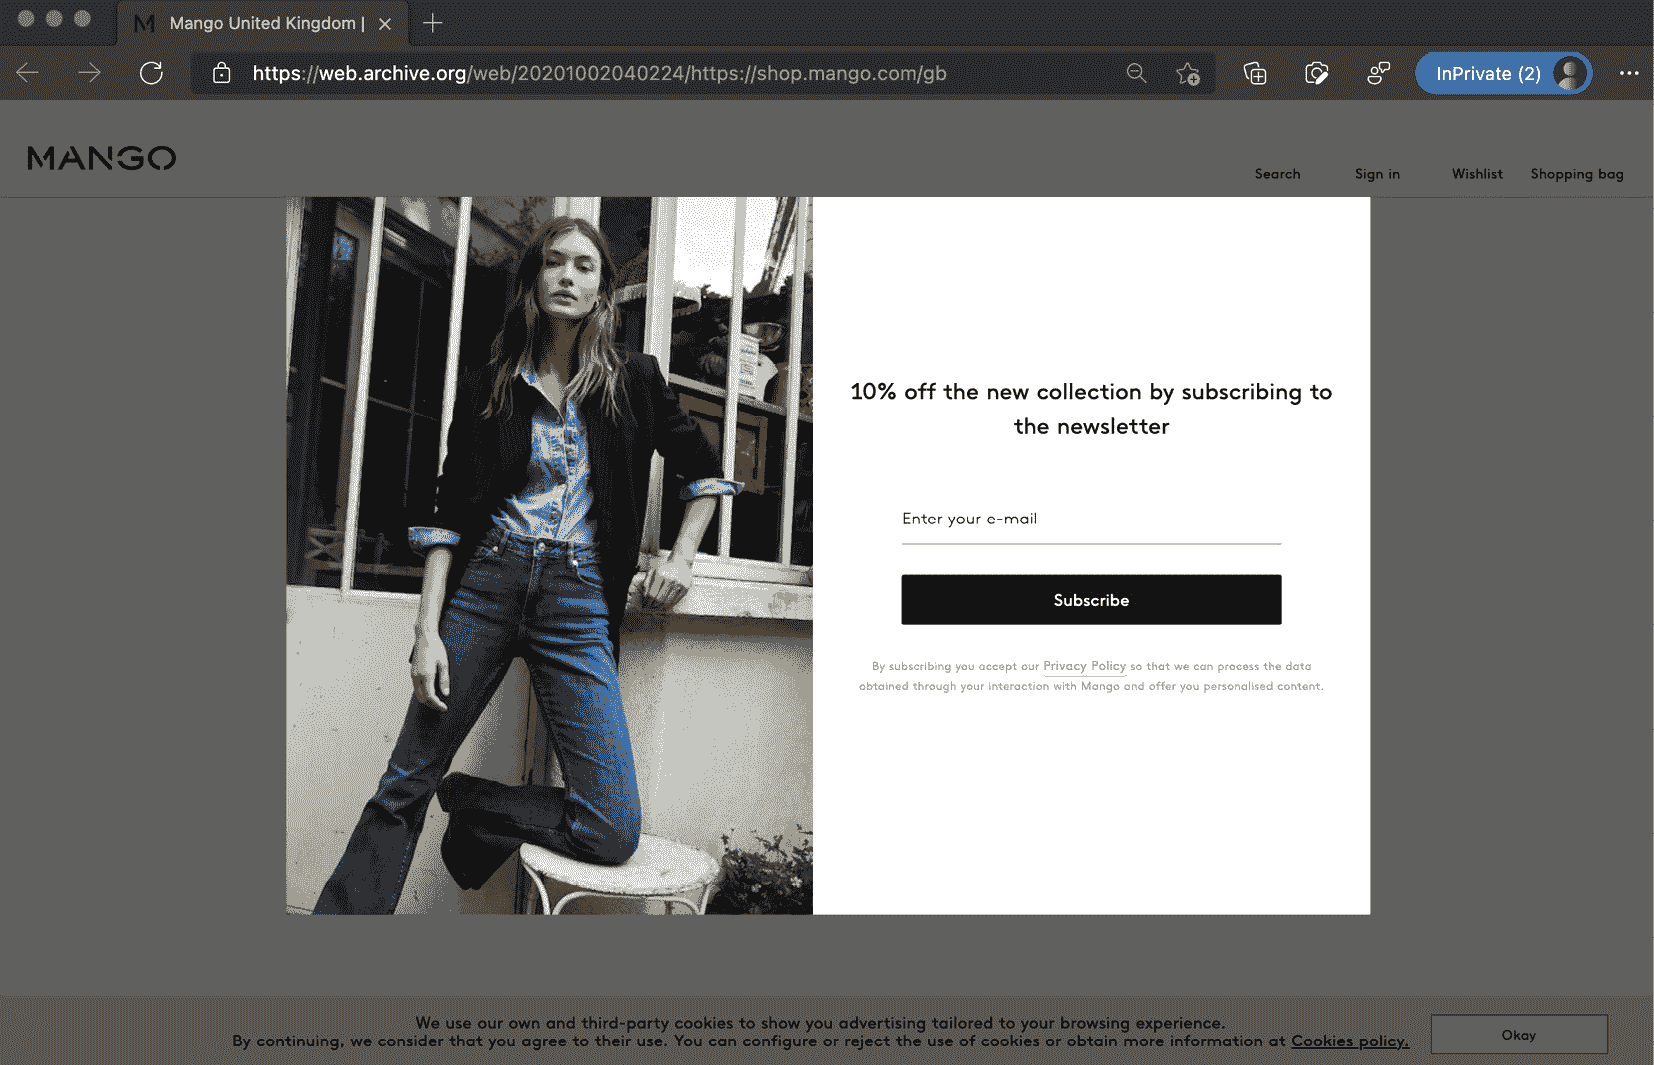 Mango United Kingdom |
https://web.archive.org/web/20201002040224/https://shop.mango.com/gb
InPrivate (2)
MANGO
Search Sign in Wishlist Shopping bag
10% off the new collection by subscribing to
the newsletter
Enter your e-mail
Subscribe
By subscribing you accept our Privacy Policy so that we can process the data
obtained through your interaction with Mango and offer you personalised content.
We use our own and third-party cookies to show you advertising tailored to your browsing experience.
By continuing, we consider that you agree to their use. You can configure or reject the use of cookies or obtain more information at Cookies policy.
Okay